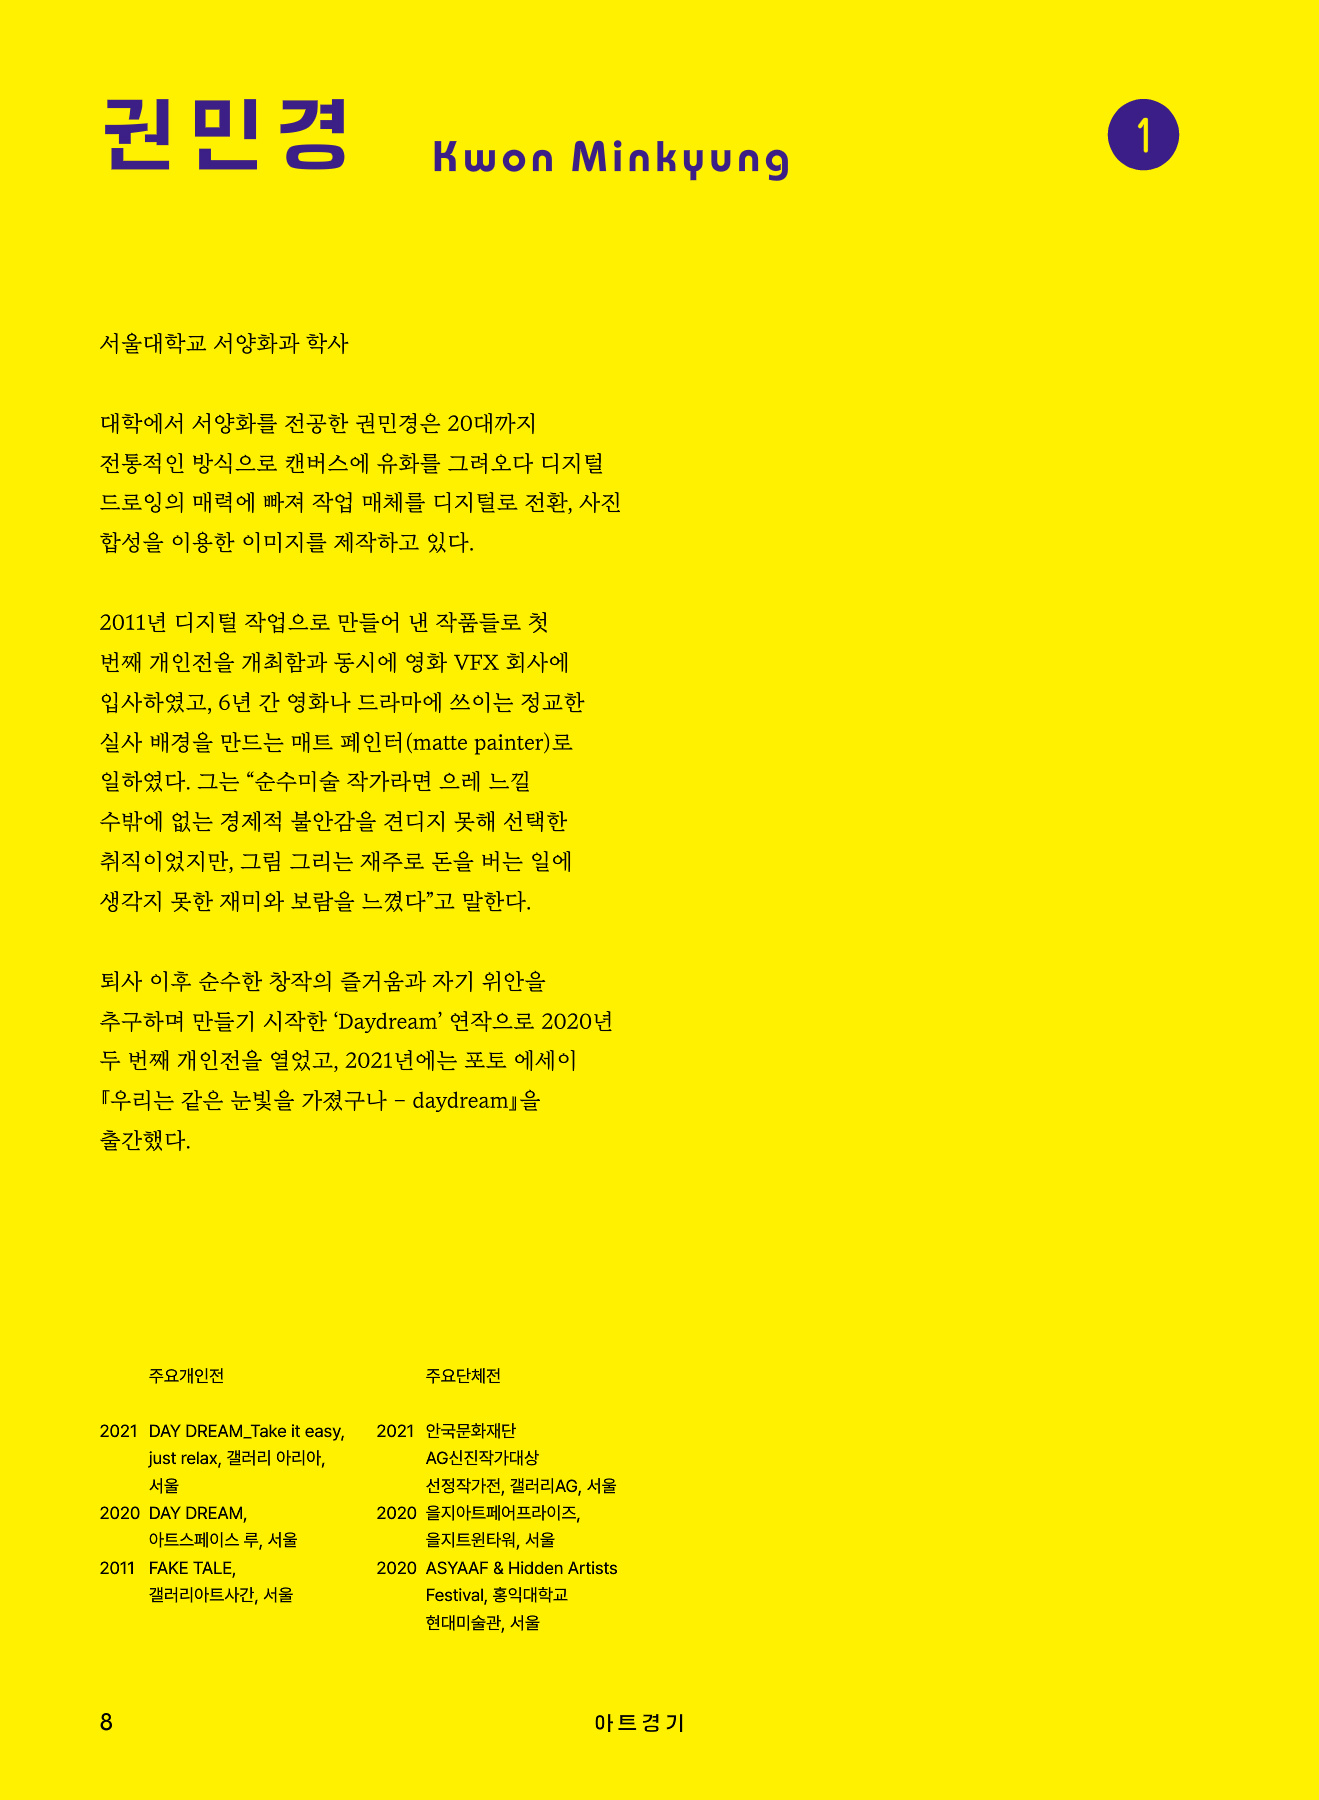 권민경
Kwon Minkyung
1
서울대학교 서양화과 학사
대학에서 서양화를 전공한 권민경은 20대까지
전통적인 방식으로 캔버스에 유화를 그려오다 디지털
드로잉의 매력에 빠져 작업 매체를 디지털로 전환, 사진
합성을 이용한 이미지를 제작하고 있다.
2011년 디지털 작업으로 만들어 낸 작품들로 첫
번째 개인전을 개최함과 동시에 영화 VFX 회사에
입사하였고, 6년 간 영화나 드라마에 쓰이는 정교한
실사 배경을 만드는 매트 페인터(matte painter)로
일하였다. 그는 “순수미술 작가라면 으레 느낄
수밖에 없는 경제적 불안감을 견디지 못해 선택한
취직이었지만, 그림 그리는 재주로 돈을 버는 일에
생각지 못한 재미와 보람을 느꼈다”고 말한다.
퇴사 이후 순수한 창작의 즐거움과 자기 위안을
추구하며 만들기 시작한 ‘Daydream’ 연작으로 2020년
두 번째 개인전을 열었고, 2021년에는 포토 에세이
『우리는 같은 눈빛을 가졌구나 – daydream』을
출간했다.
주요개인전
2021 DAY DREAM_Take it easy,
just relax, 갤러리 아리아,
서울
2020 DAY DREAM,
아트스페이스 루, 서울
2011 FAKE TALE,
갤러리아트사간, 서울
주요단체전
2021 안국문화재단
AG신진작가대상
선정작가전, 갤러리AG, 서울
2020 을지아트페어프라이즈,
을지트윈타워, 서울
2020 ASYAAF & Hidden Artists
Festival, 홍익대학교
현대미술관, 서울
8
아트경기